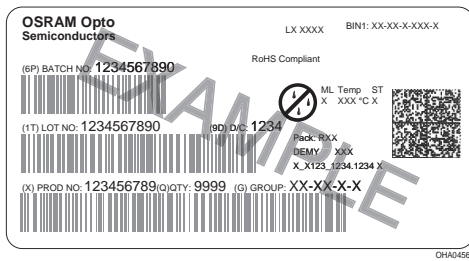 OSRAM Opto
Semiconductors
LX XXXX BIN1: XX-XX-X-XXX-X
RoHS Compliant
(6P) BATCH NO: 1234567890
ML Temp ST
X XXX °C X
(1T) LOT NO: 1234567890 (9D) D/C: 1234
Pack: RXX
DEMY XXX
X_X123_1234.1234 X
(X) PROD NO: 123456789(Q)QTY: 9999 (G) GROUP: XX-XX-X-X
EXAMPLE
OHA0456